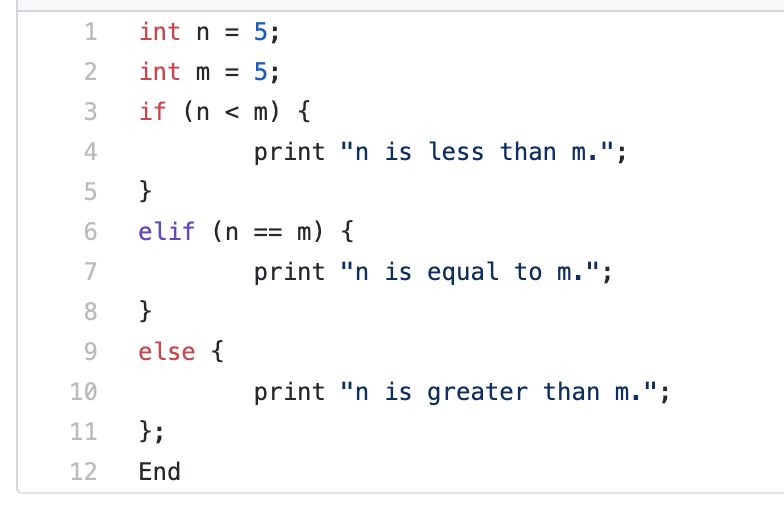 1 int n = 5;
2 int m = 5;
3 if (n < m) {
4         print "n is less than m.";
5 }
6 elif (n == m) {
7         print "n is equal to m.";
8 }
9 else {
10         print "n is greater than m.";
11 };
12 End